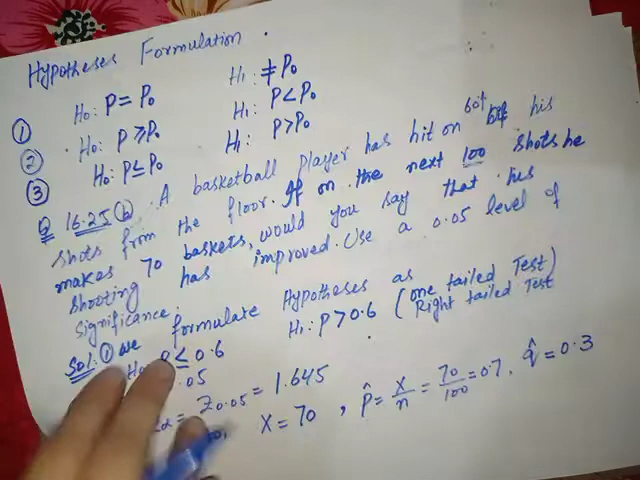 Hypotheses Formulation.
① H₀: P = P₀ H₁: ≠ P₀
② H₀: P ≥ P₀ H₁: P < P₀
③ H₀: P ≤ P₀ H₁: P > P₀
Q 16.25(b). A basketball player has hit on 60% of his
shots from the floor. If on the next 100 shots he
makes 70 baskets, would you say that his
shooting has improved. Use a 0.05 level of
significance.
Sol: ① we formulate Hypotheses as
H₀: P ≤ 0.6 H₁: P > 0.6 (one tailed Test)
Right tailed Test
.05
Z0.05 = 1.645
X = 70, p̂ = X/n = 70/100 = 0.7. q̂ = 0.3